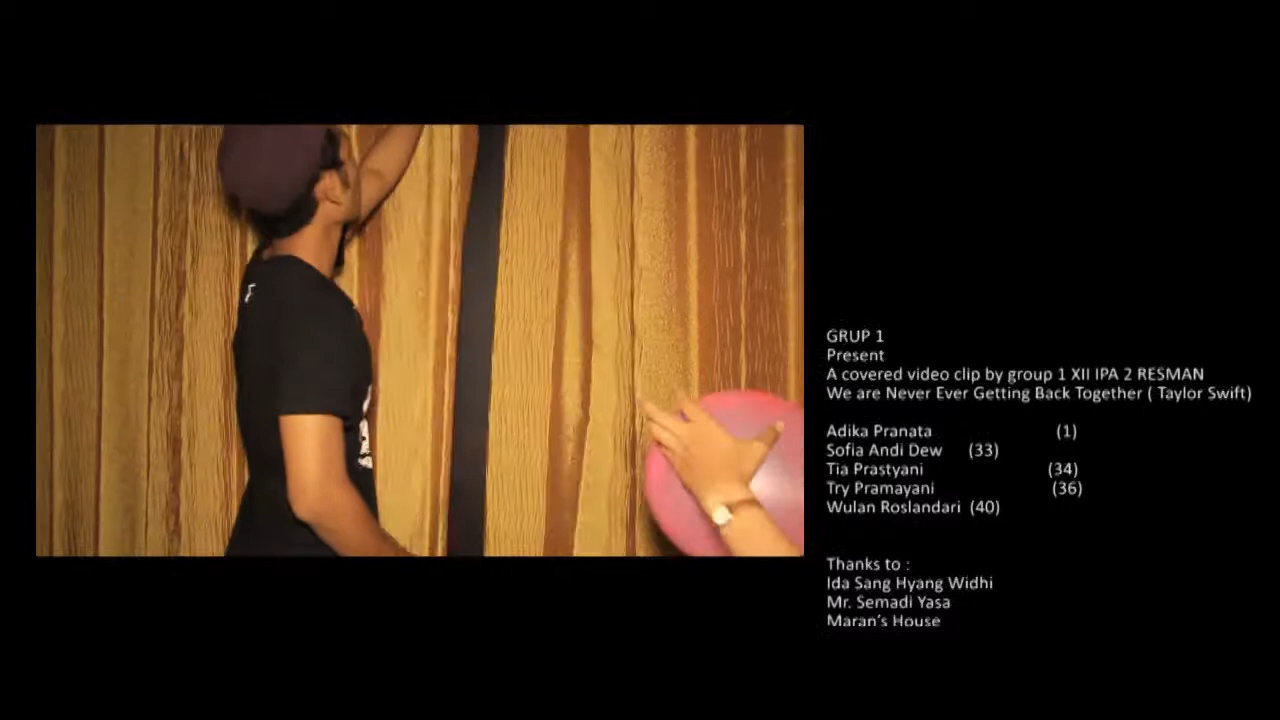 GRUP 1
Present
A covered video clip by group 1 XII IPA 2 RESMAN
We are Never Ever Getting Back Together ( Taylor Swift)
Adika Pranata (1)
Sofia Andi Dew (33)
Tia Prastyani (34)
Try Pramayani (36)
Wulan Roslandari (40)
Thanks to :
Ida Sang Hyang Widhi
Mr. Semadi Yasa
Maran's House